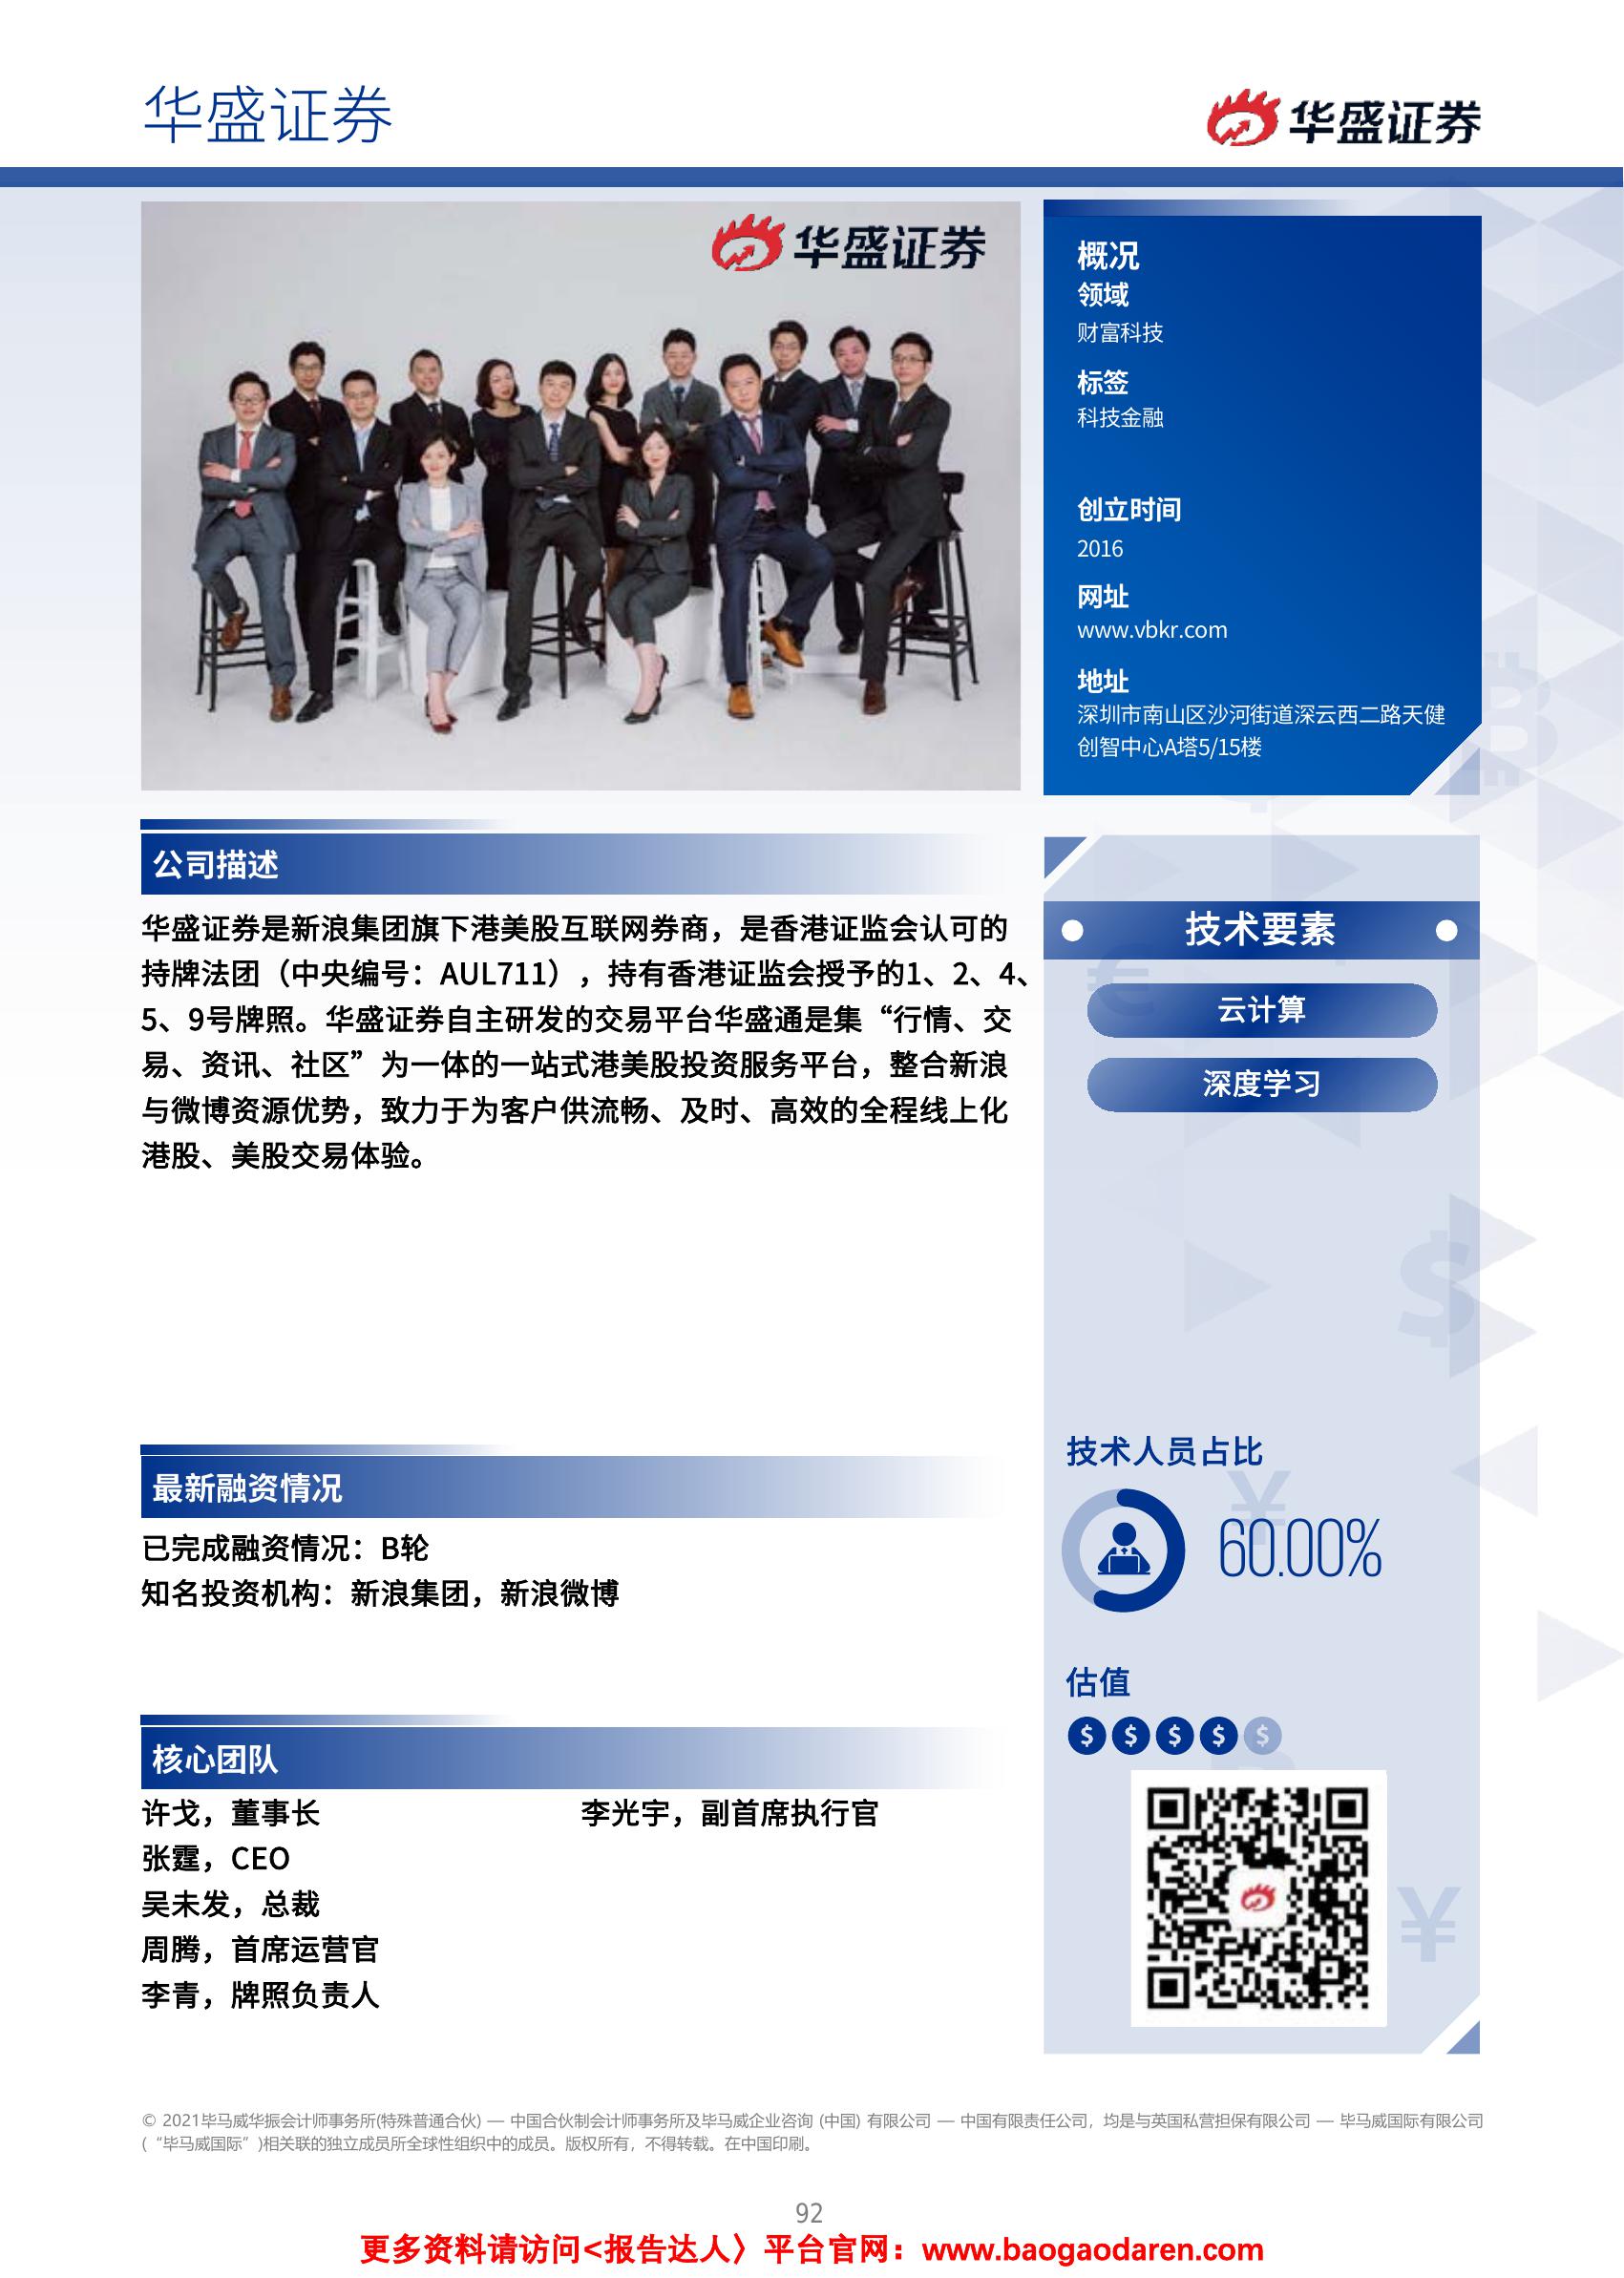 华盛证券
华盛证券
华盛证券
概况
领域
财富科技
标签
科技金融
创立时间
2016
网址
www.vbkr.com
地址
深圳市南山区沙河街道深云西二路天健
创智中心A塔5/15楼
公司描述
华盛证券是新浪集团旗下港美股互联网券商，是香港证监会认可的
持牌法团（中央编号：AUL711），持有香港证监会授予的1、2、4、
5、9号牌照。华盛证券自主研发的交易平台华盛通是集“行情、交
易、资讯、社区”为一体的一站式港美股投资服务平台，整合新浪
与微博资源优势，致力于为客户供流畅、及时、高效的全程线上化
港股、美股交易体验。
最新融资情况
已完成融资情况：B轮
知名投资机构：新浪集团，新浪微博
核心团队
许戈，董事长
张霆，CEO
吴未发，总裁
周腾，首席运营官
李青，牌照负责人
李光宇，副首席执行官
技术要素
云计算
深度学习
技术人员占比
60.00%
估值
© 2021毕马威华振会计师事务所(特殊普通合伙) — 中国合伙制会计师事务所及毕马威企业咨询 (中国) 有限公司 — 中国有限责任公司，均是与英国私营担保有限公司 — 毕马威国际有限公司
(“毕马威国际”)相关联的独立成员所全球性组织中的成员。版权所有，不得转载。在中国印刷。
92
更多资料请访问<报告达人〉平台官网：www.baogaodaren.com